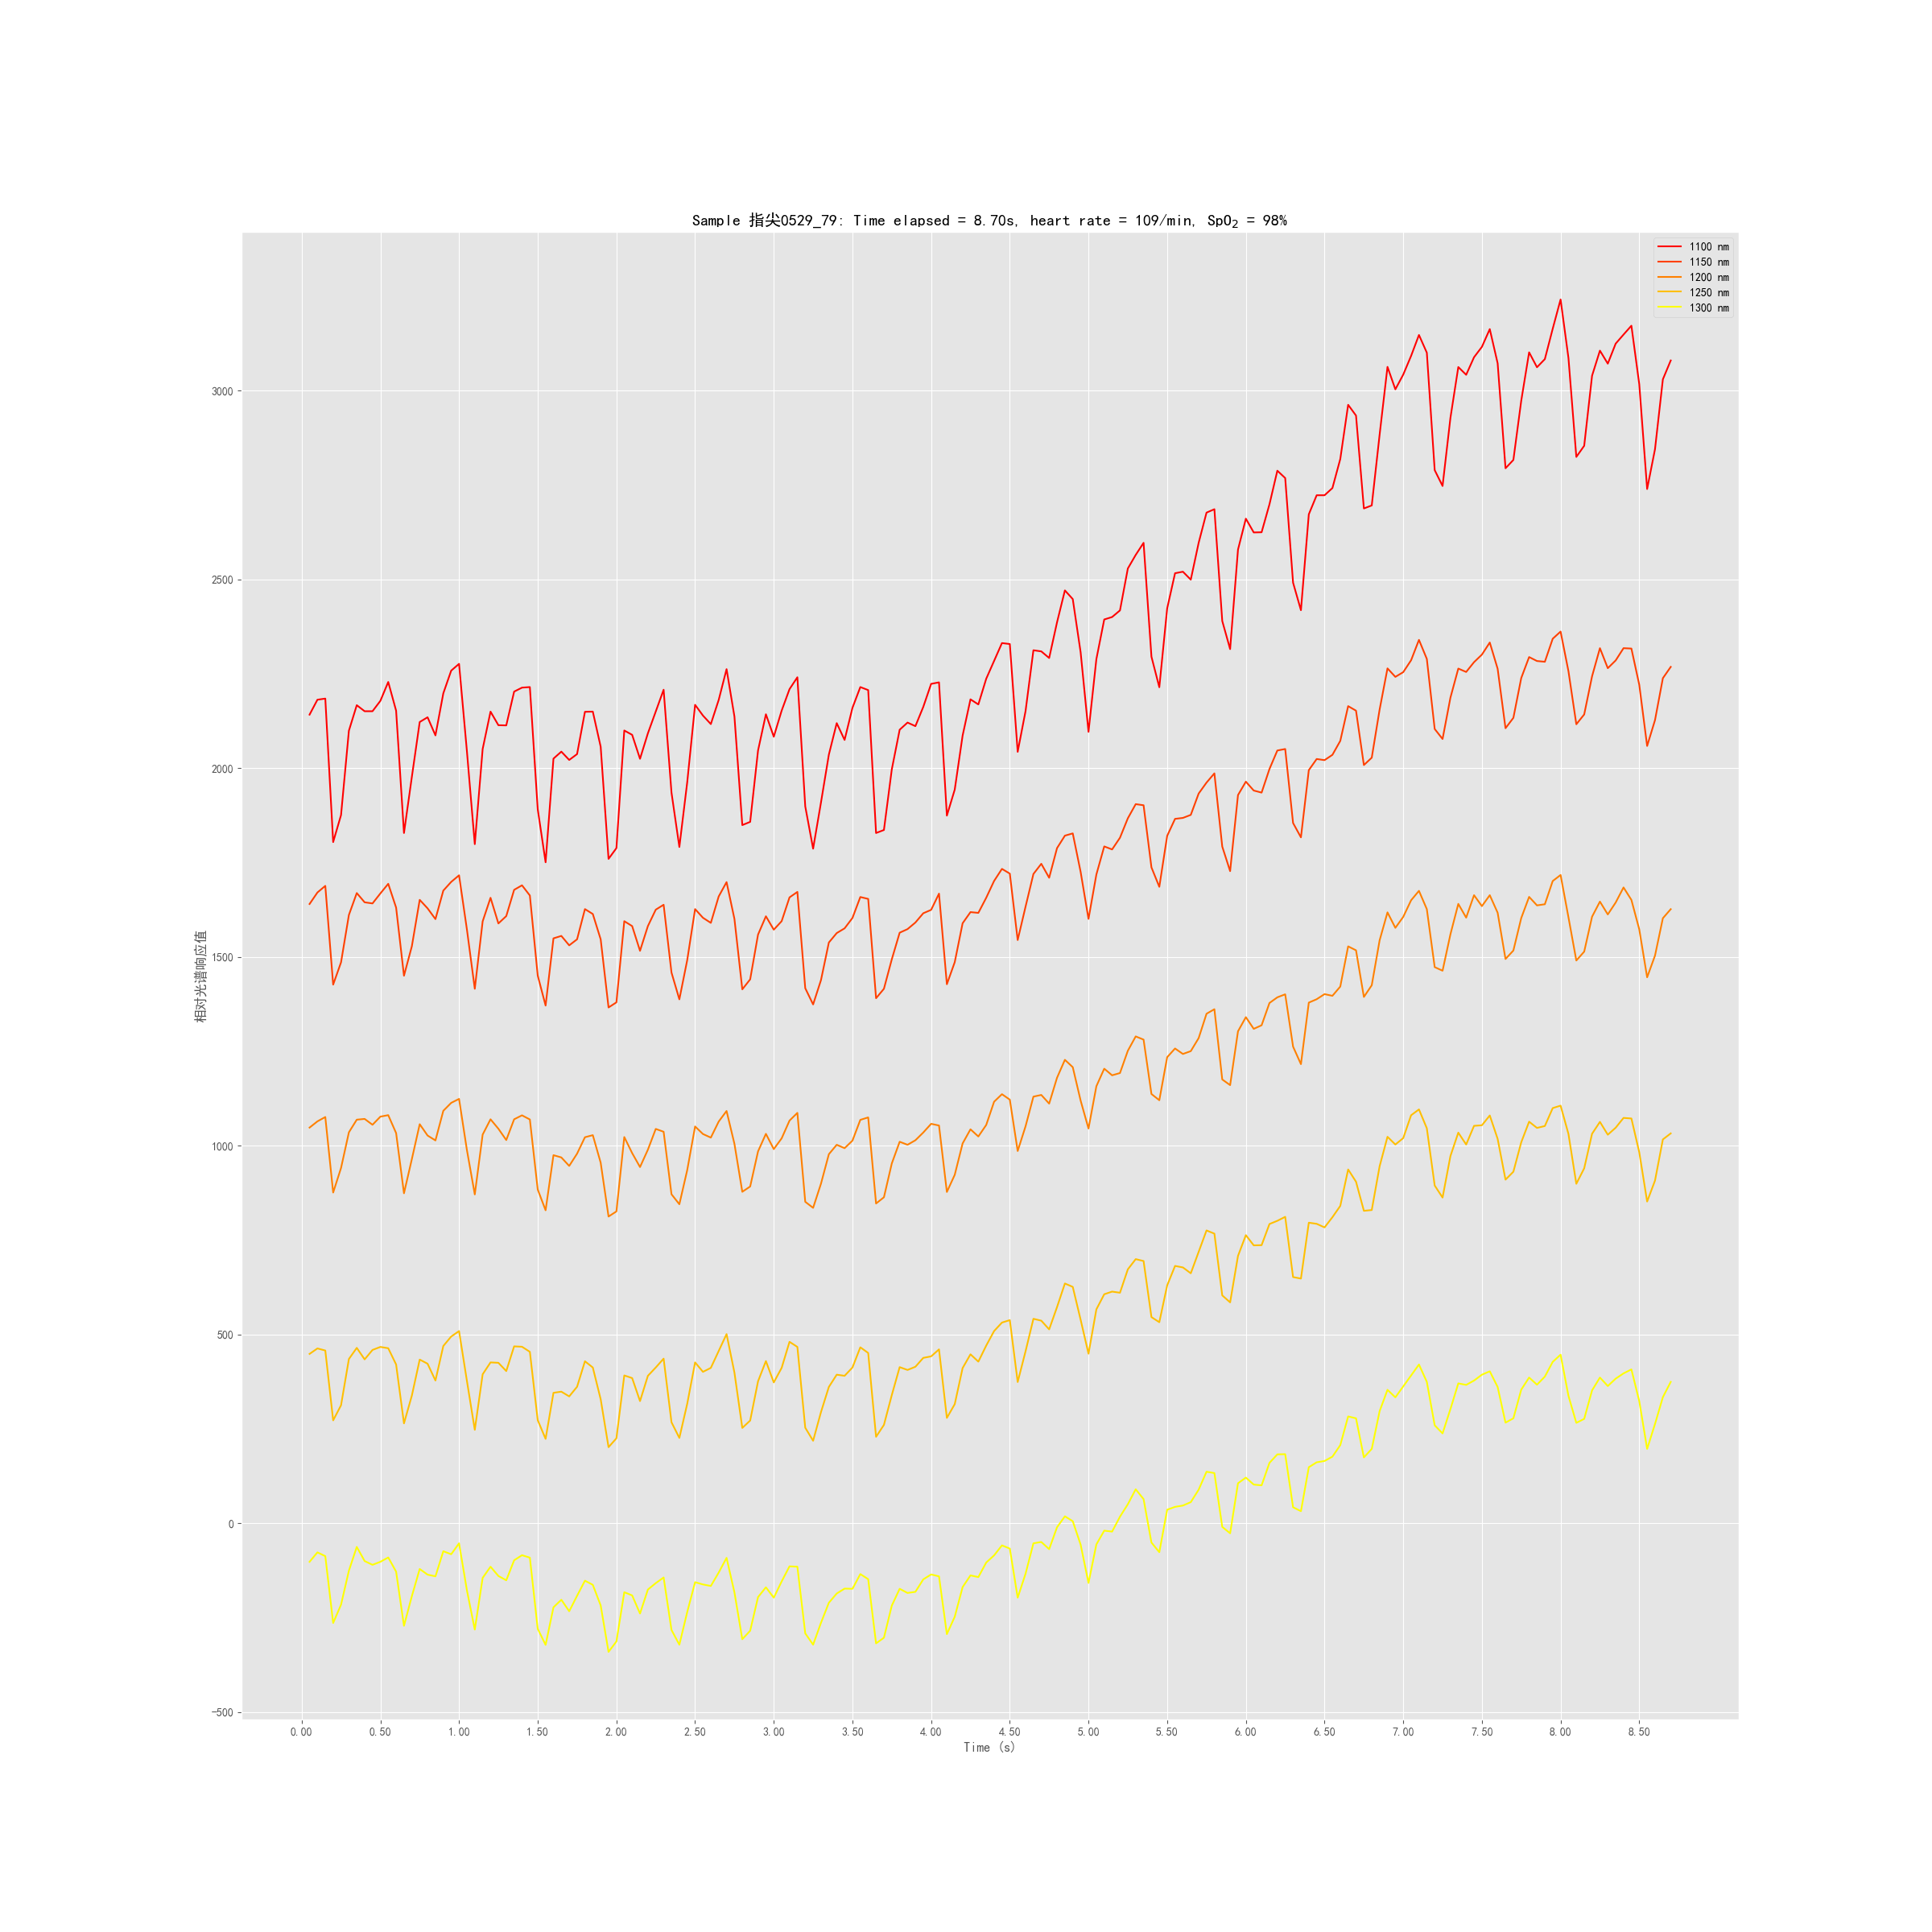 Sample 指尖0529_79: Time elapsed = 8.70s, heart rate = 109/min, SpO₂ = 98%
1100 nm
1150 nm
1200 nm
1250 nm
1300 nm
3000
2500
2000
1500
1000
500
0
−500
相对光谱响应值
0.00 0.50 1.00 1.50 2.00 2.50 3.00 3.50 4.00 4.50 5.00 5.50 6.00 6.50 7.00 7.50 8.00 8.50
Time (s)